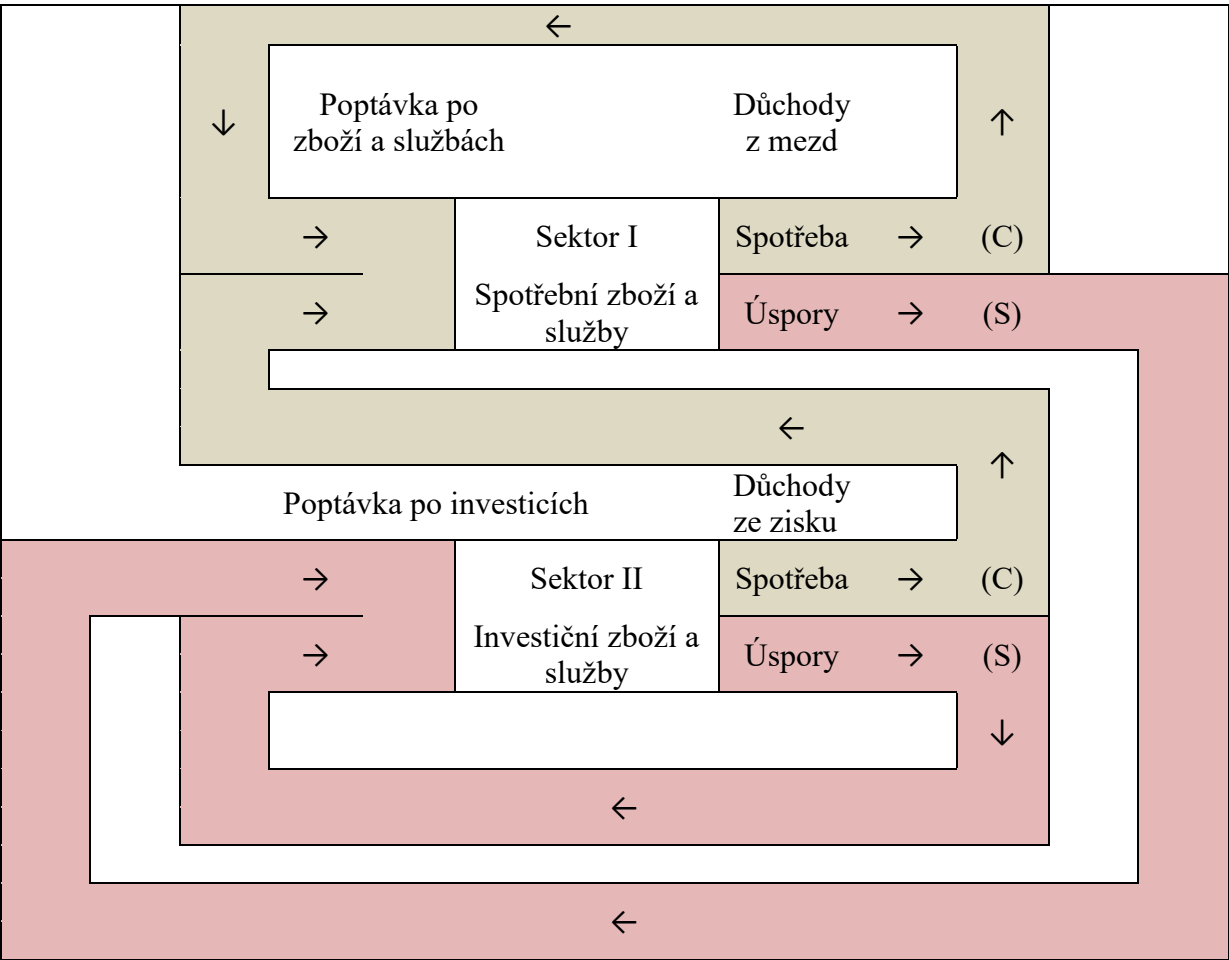 ←
↓
Poptávka po
zboží a službách
Důchody
z mezd
↑
→
Sektor I
Spotřeba → (C)
→
Spotřební zboží a
služby
Úspory → (S)
←
↑
Poptávka po investicích
Důchody
ze zisku
→
Sektor II
Spotřeba → (C)
→
Investiční zboží a
služby
Úspory → (S)
↓
←
←